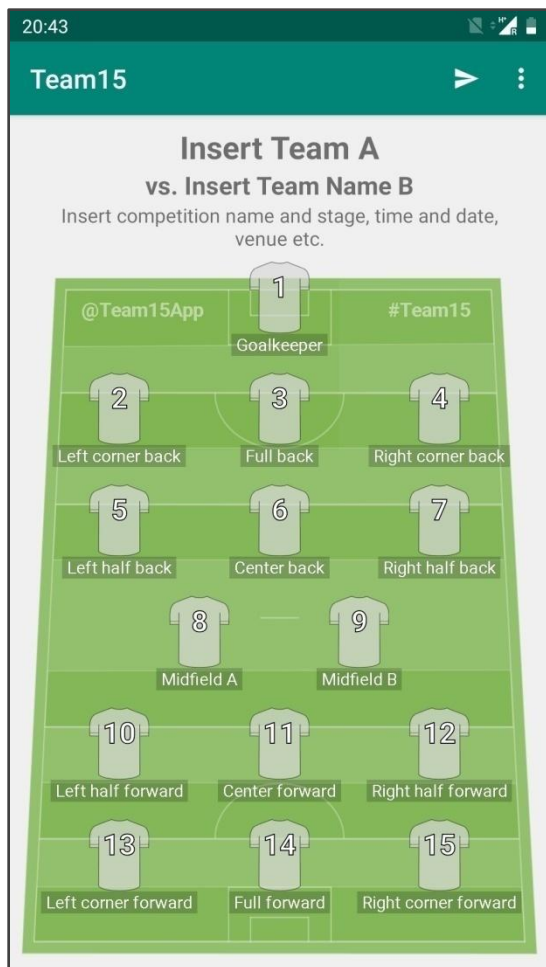 20:43
H+
R
Team15
Insert Team A
vs. Insert Team Name B
Insert competition name and stage, time and date,
venue etc.
@Team15App
#Team15
1
Goalkeeper
2 3 4
Left corner back Full back Right corner back
5 6 7
Left half back Center back Right half back
8 9
Midfield A Midfield B
10 11 12
Left half forward Center forward Right half forward
13 14 15
Left corner forward Full forward Right corner forward